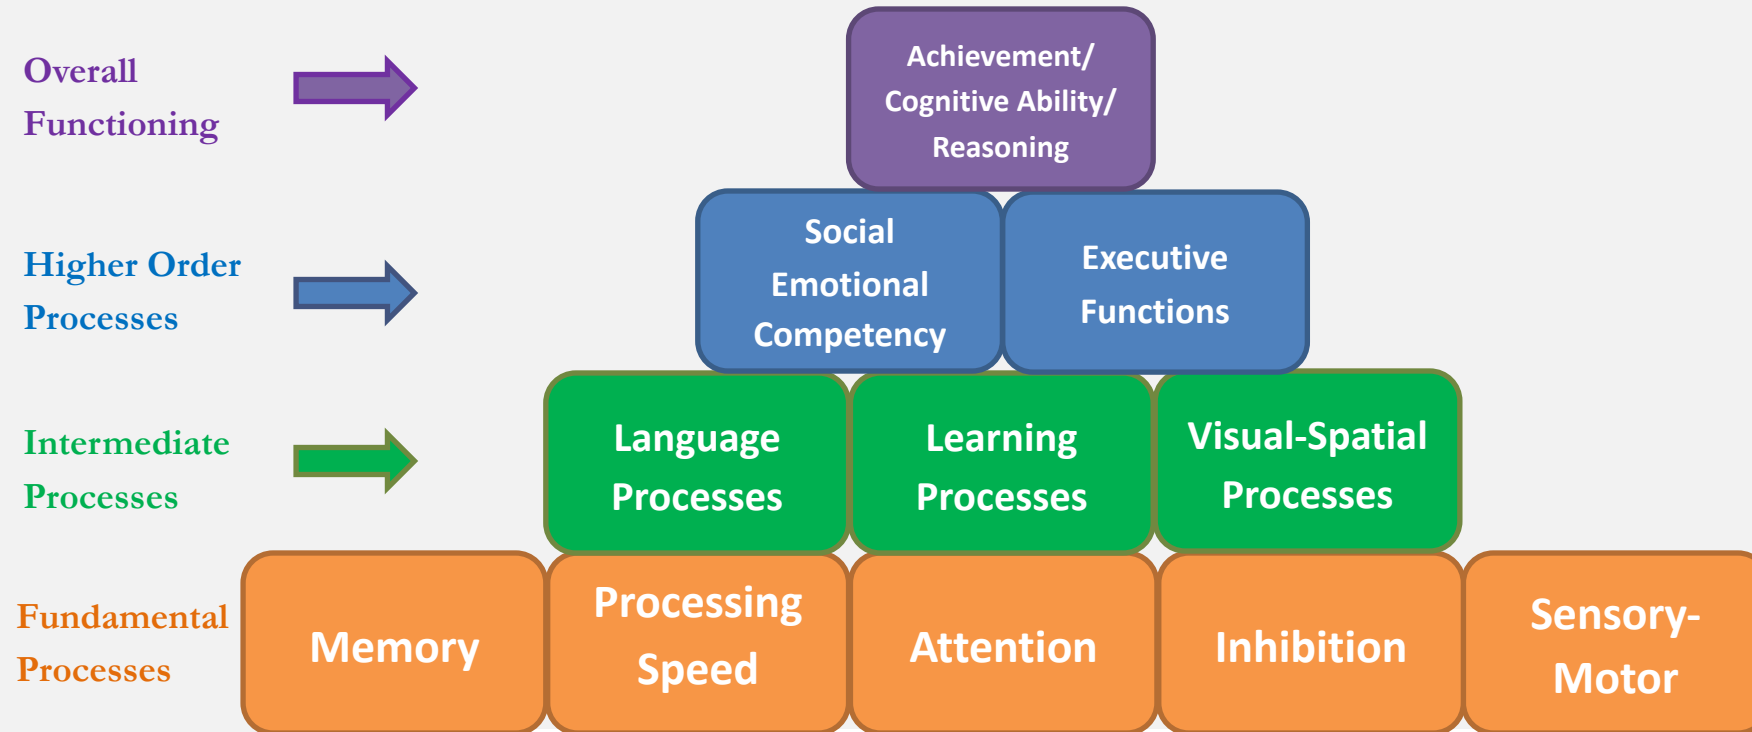 Overall
Functioning
Achievement/
Cognitive Ability/
Reasoning
Higher Order
Processes
Social
Emotional
Competency
Executive
Functions
Intermediate
Processes
Language
Processes
Learning
Processes
Visual-Spatial
Processes
Fundamental
Processes
Memory
Processing
Speed
Attention
Inhibition
Sensory-
Motor